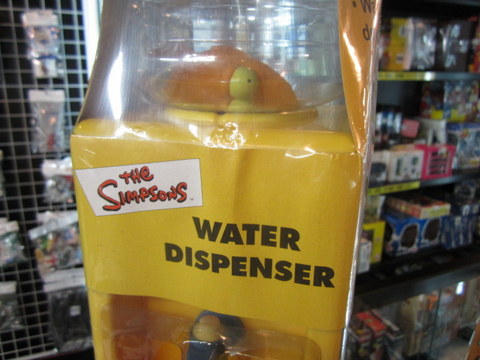 THE
SIMPSONS
WATER
DISPENSER